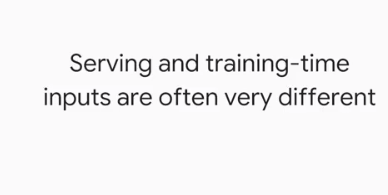 Serving and training-time
inputs are often very different